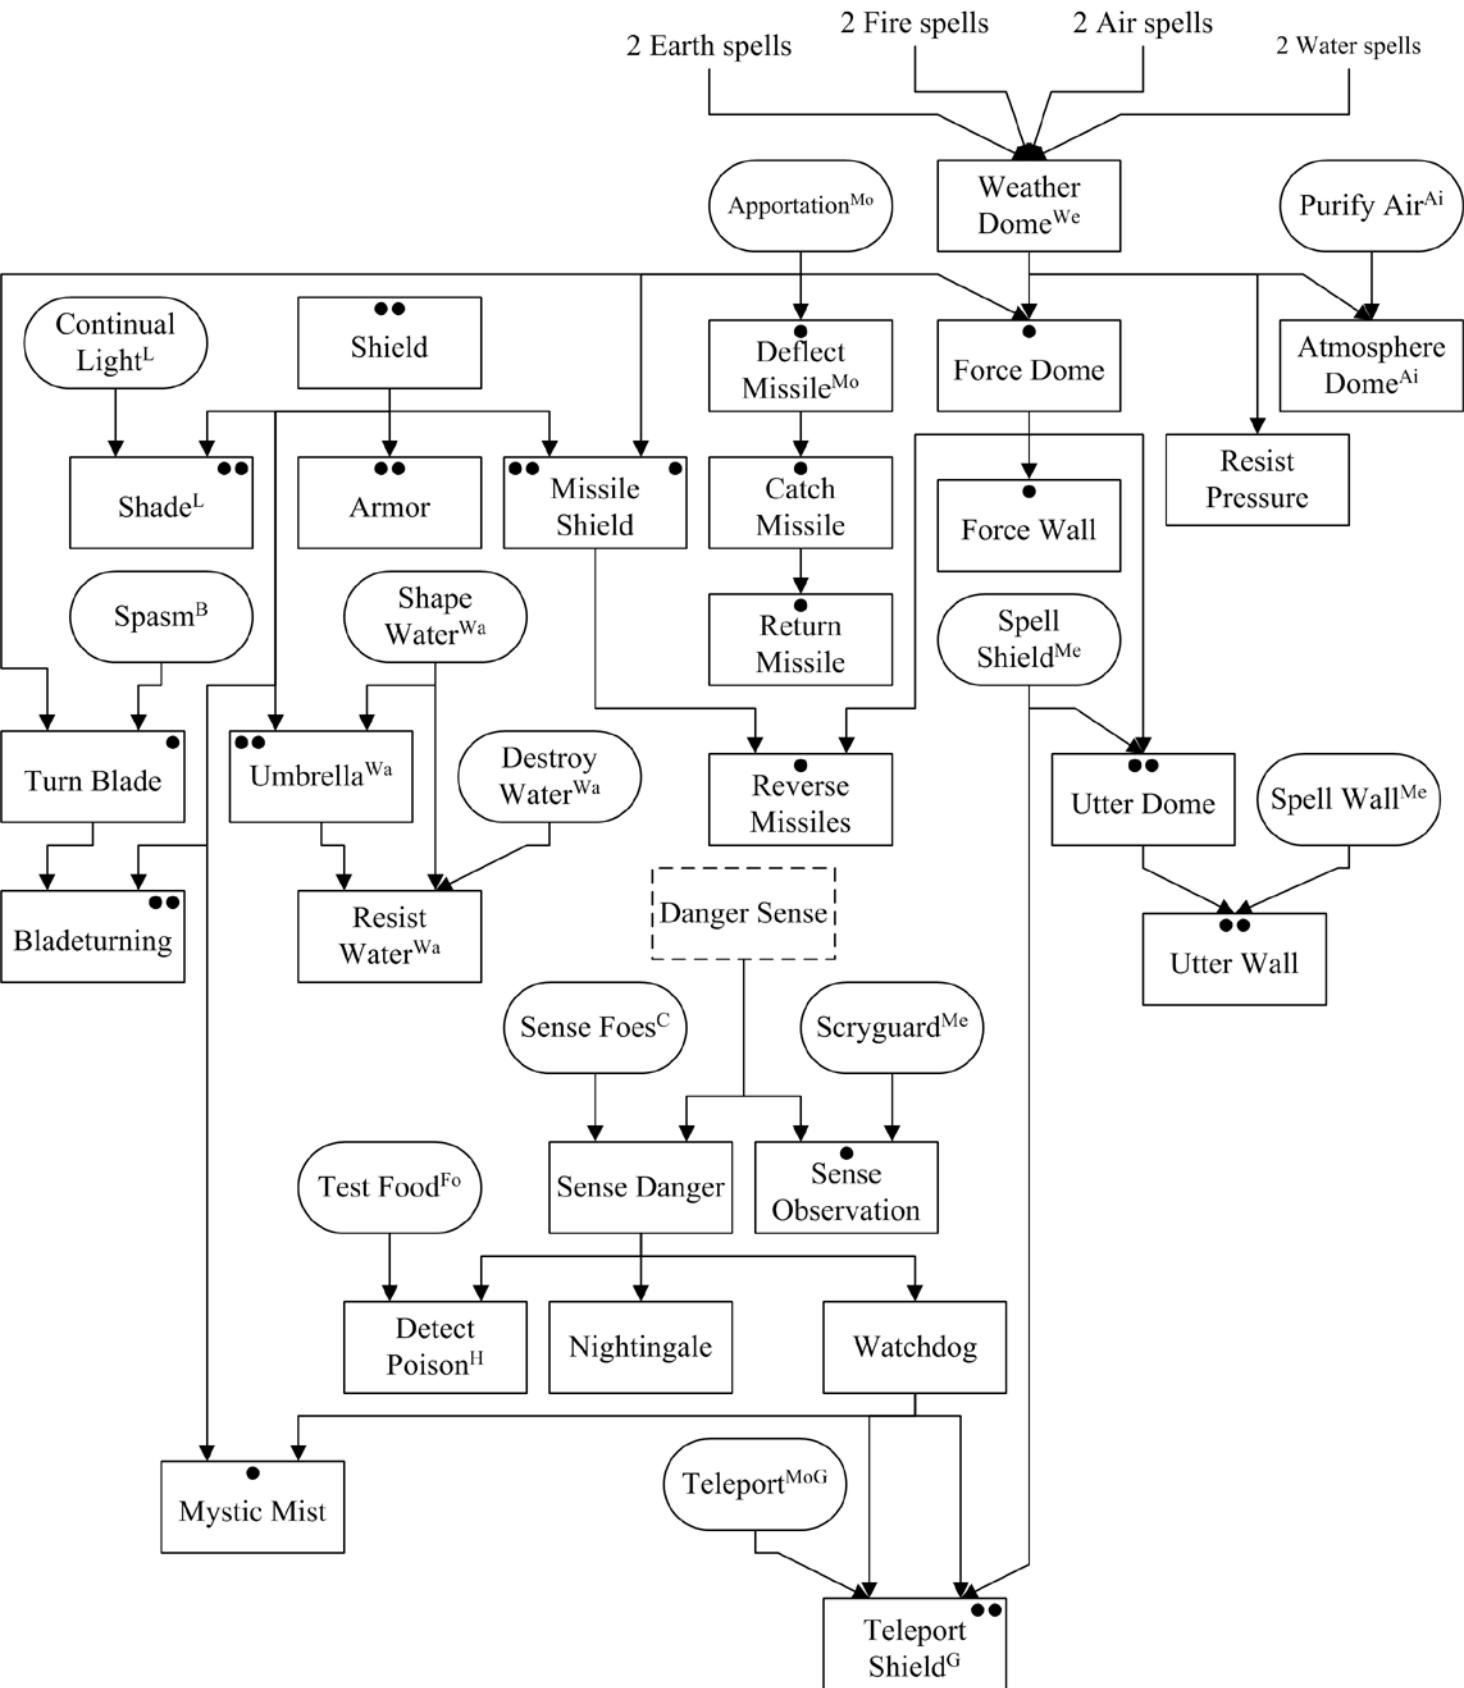 2 Earth spells
2 Fire spells
2 Air spells
2 Water spells
Apportation^Mo
Weather
Dome^We
Purify Air^Ai
Continual
Light^L
Shield
Deflect
Missile^Mo
Force Dome
Atmosphere
Dome^Ai
Shade^L
Armor
Missile
Shield
Catch
Missile
Force Wall
Resist
Pressure
Spasm^B
Shape
Water^Wa
Return
Missile
Spell
Shield^Me
Turn Blade
Umbrella^Wa
Destroy
Water^Wa
Reverse
Missiles
Utter Dome
Spell Wall^Me
Bladeturning
Resist
Water^Wa
Danger Sense
Utter Wall
Sense Foes^C
Scryguard^Me
Test Food^Fo
Sense Danger
Sense
Observation
Detect
Poison^H
Nightingale
Watchdog
Mystic Mist
Teleport^MoG
Teleport
Shield^G